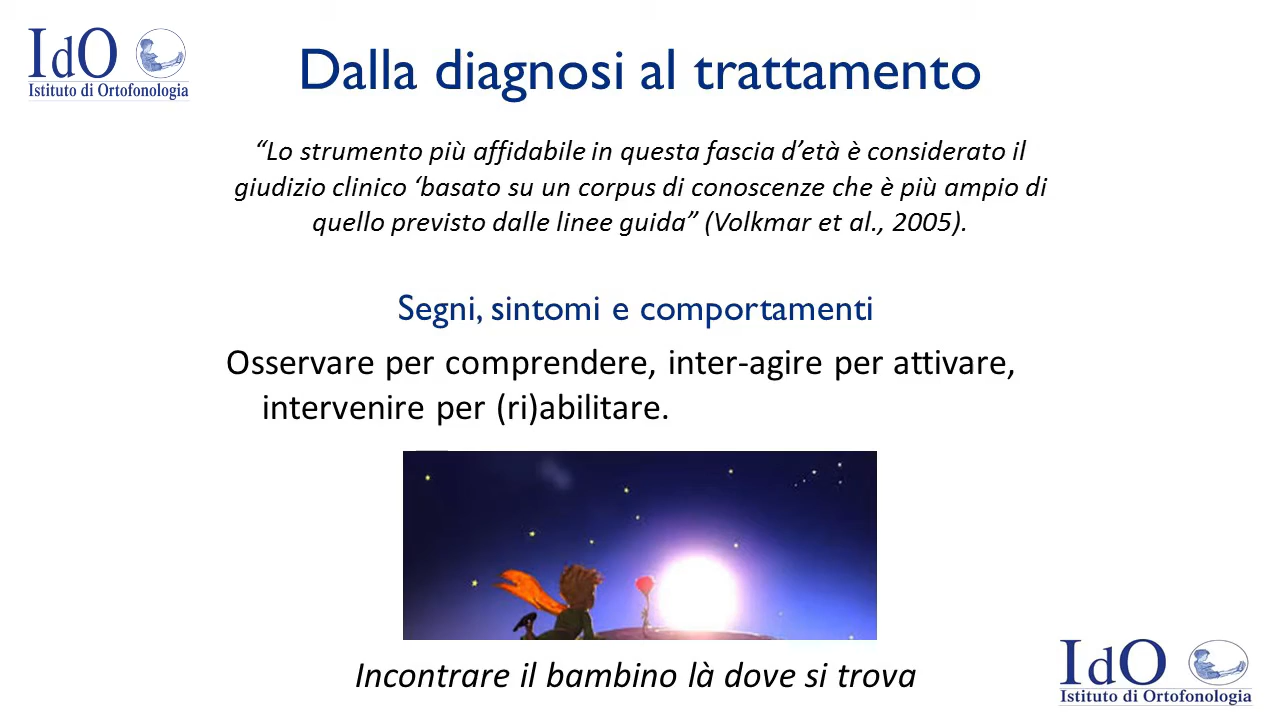 IdO
Istituto di Ortofonologia
Dalla diagnosi al trattamento
“Lo strumento più affidabile in questa fascia d’età è considerato il
giudizio clinico ‘basato su un corpus di conoscenze che è più ampio di
quello previsto dalle linee guida” (Volkmar et al., 2005).
Segni, sintomi e comportamenti
Osservare per comprendere, inter-agire per attivare,
intervenire per (ri)abilitare.
Incontrare il bambino là dove si trova
IdO
Istituto di Ortofonologia